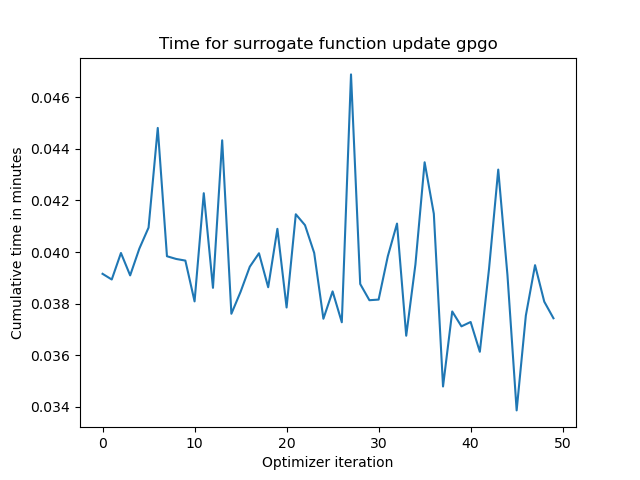 Time for surrogate function update gpgo
Cumulative time in minutes
0.046
0.044
0.042
0.040
0.038
0.036
0.034
0 10 20 30 40 50
Optimizer iteration